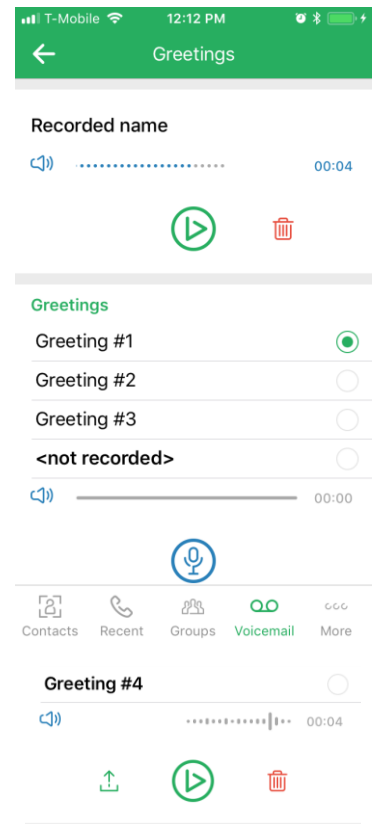 T-Mobile 12:12 PM
Greetings
Recorded name
00:04
Greetings
Greeting #1
Greeting #2
Greeting #3
<not recorded>
00:00
Contacts Recent Groups Voicemail More
Greeting #4
00:04